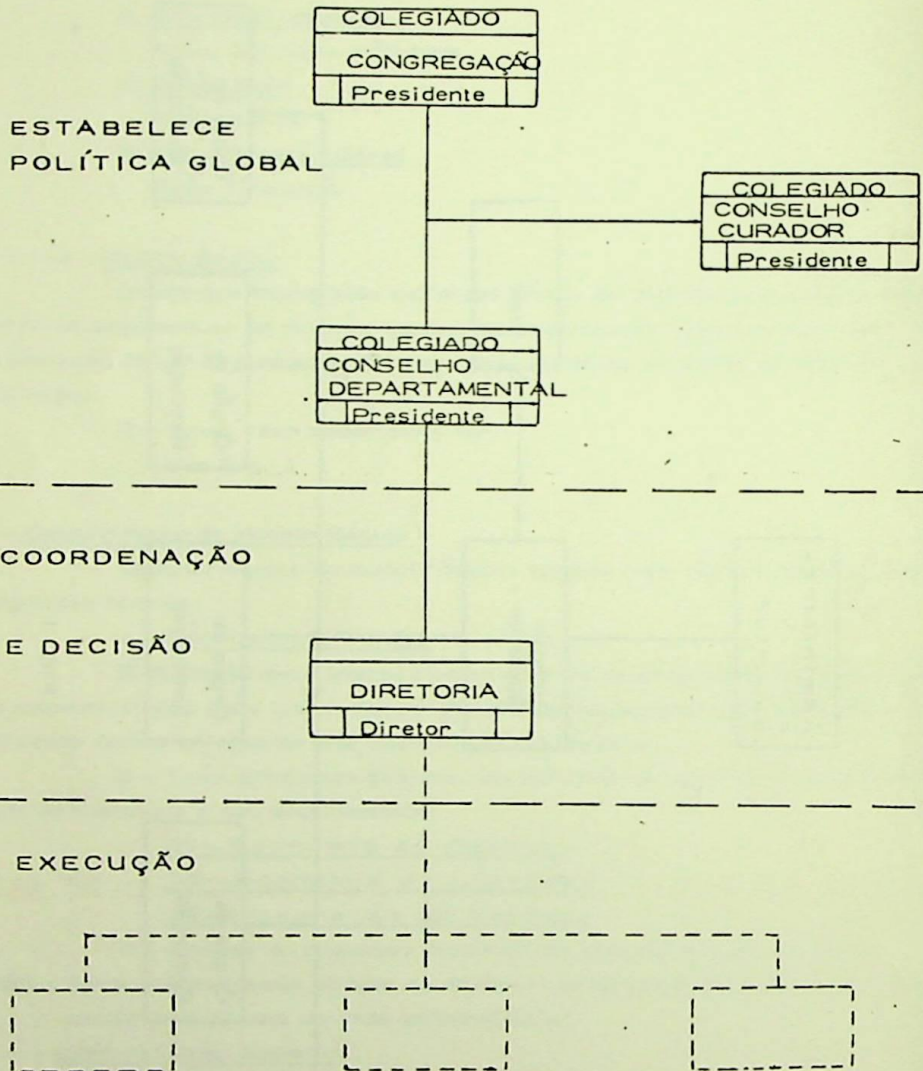 COLEGIADO
CONGREGAÇÃO
Presidente
ESTABELECE
POLÍTICA GLOBAL
COLEGIADO
CONSELHO
CURADOR
Presidente
COLEGIADO
CONSELHO
DEPARTAMENTAL
Presidente
COORDENAÇÃO
E DECISÃO
DIRETORIA
Diretor
EXECUÇÃO